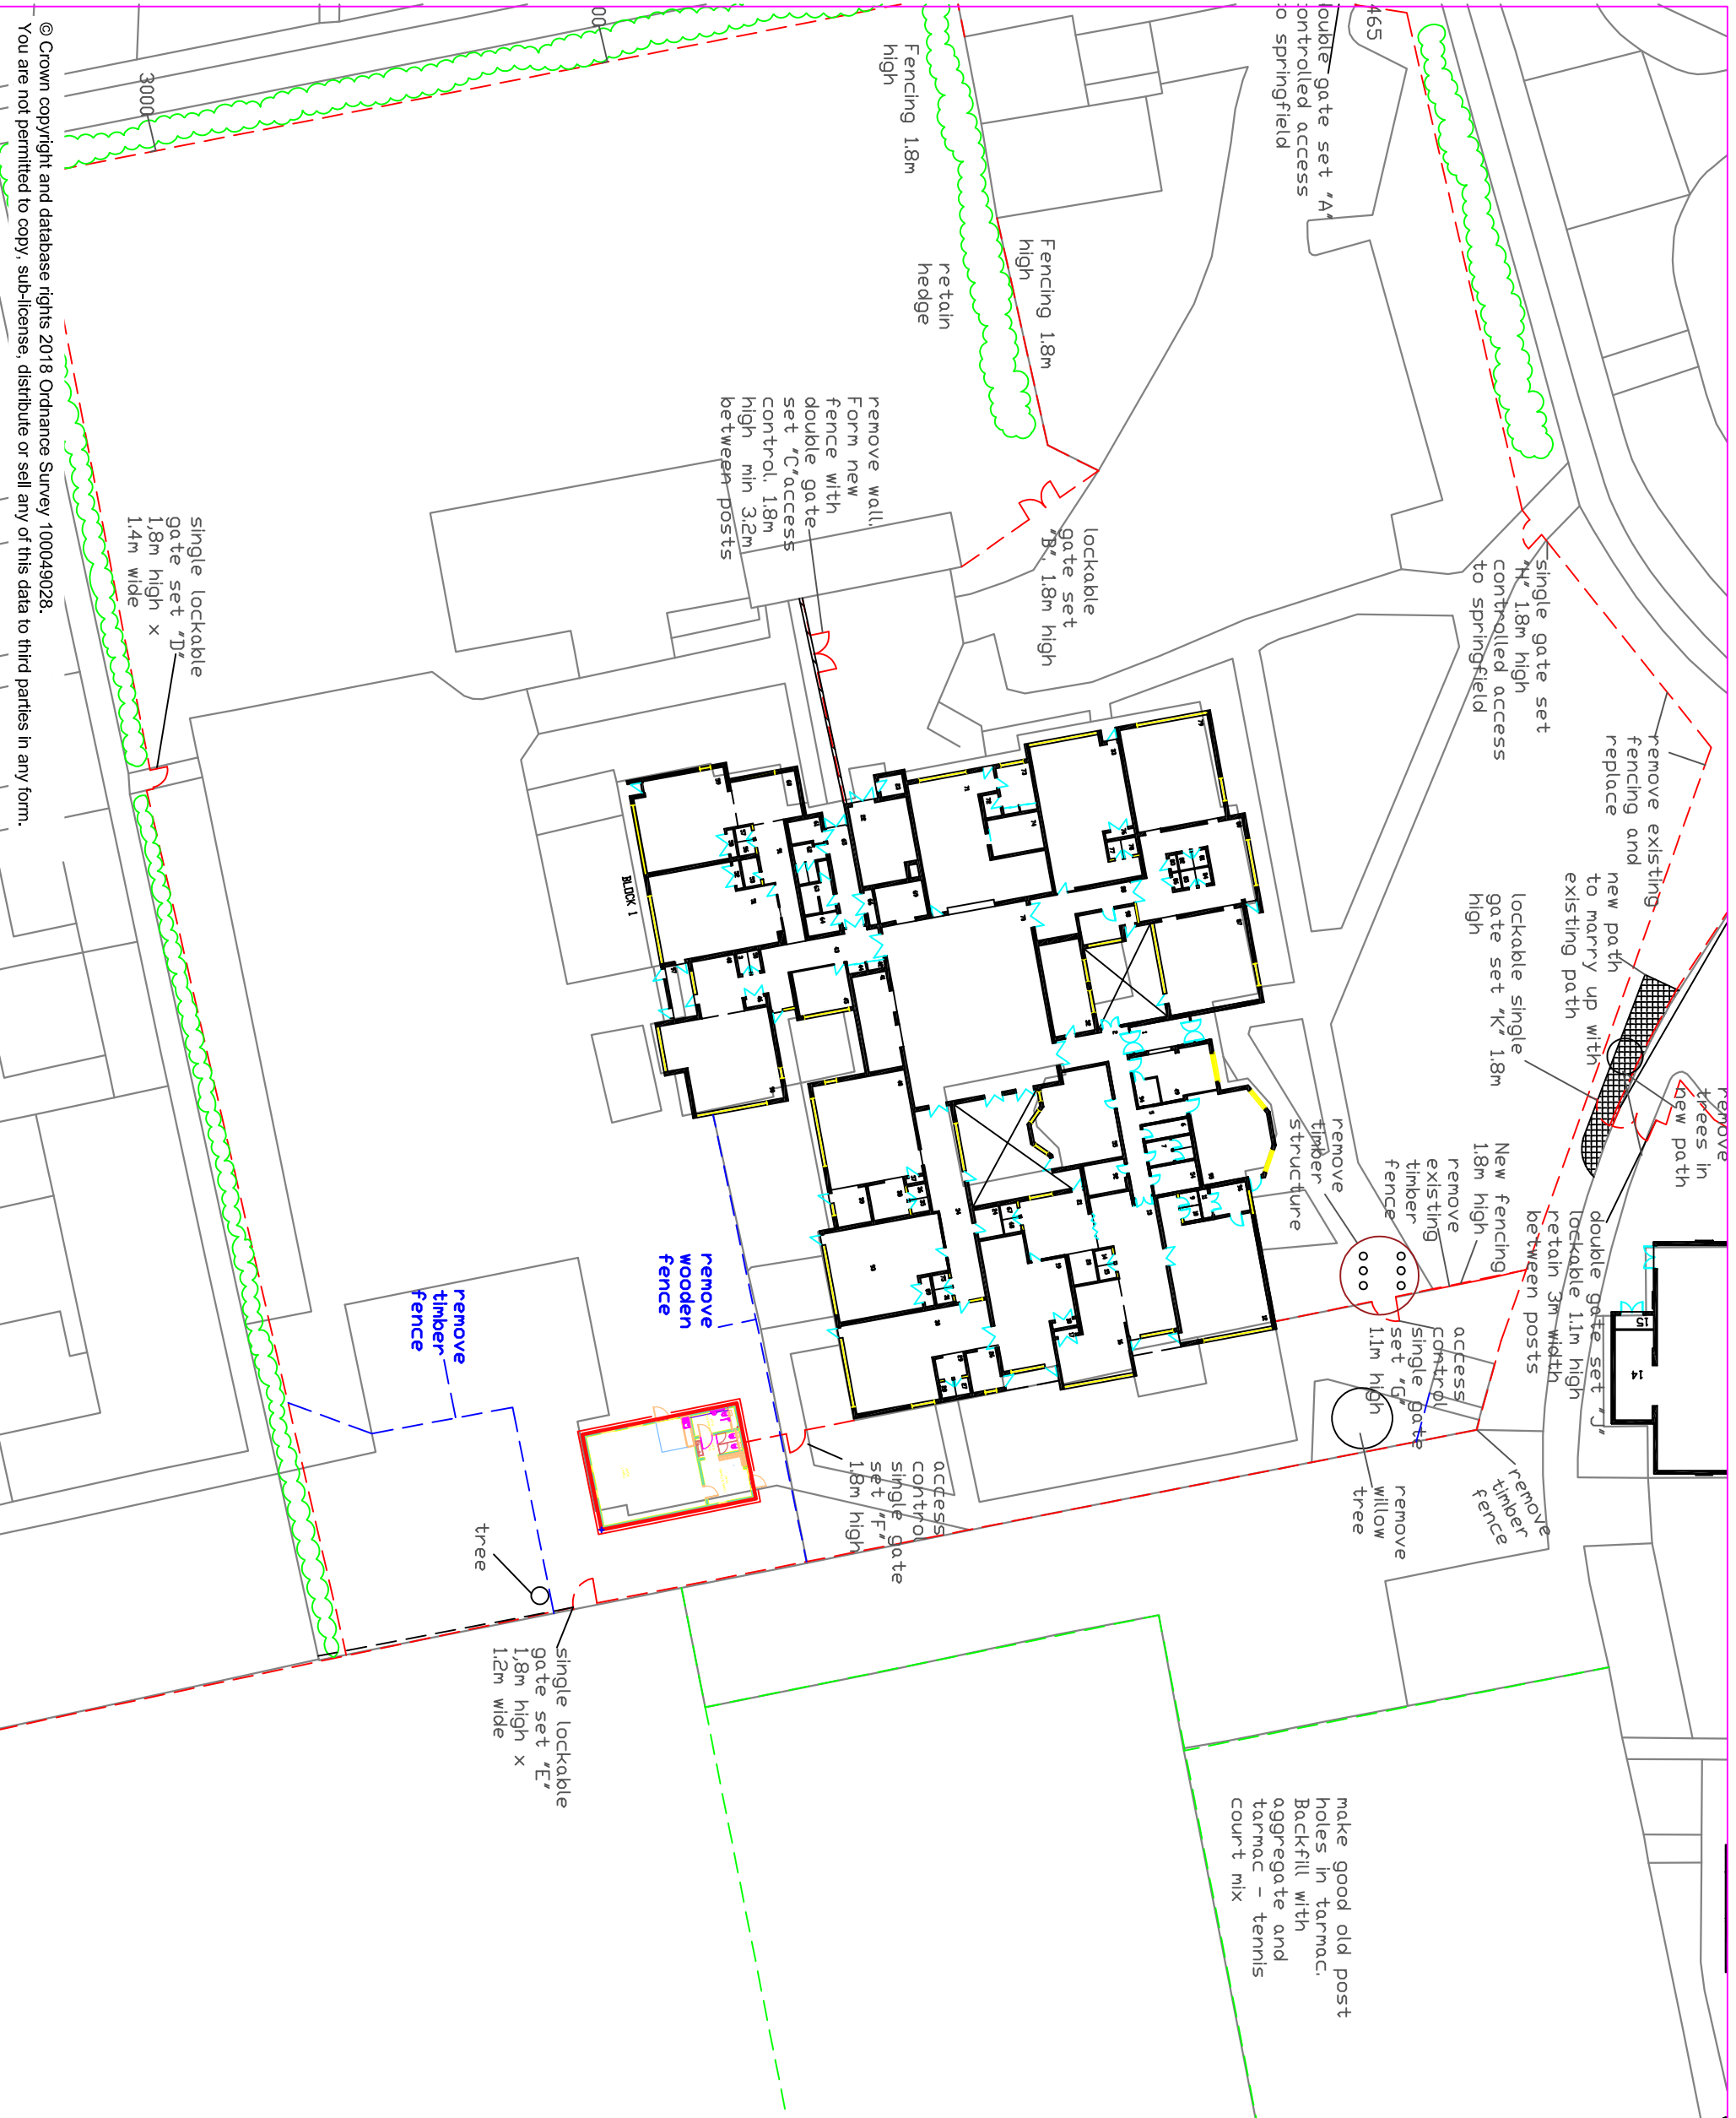 465
double gate set "A"
controlled access
to springfield
Fencing 1.8m
high
Fencing 1.8m
high
retain
hedge
3000
00
remove wall.
Form new
fence with
double gate
set "C"access
control. 1.8m
high min 3.2m
between posts
lockable
gate set
"B", 1.8m high
single gate set
"H" 1.8m high
controlled access
to springfield
single lockable
gate set "D"
1,8m high x
1.4m wide
remove existing
fencing and
replace
new path
to marry up with
existing path
lockable single
gate set "K" 1.8m
high
remove
trees in
new path
New fencing
1.8m high
remove
existing
timber
fence
remove
timber
structure
double gate set "J"
lockable 1.1m high
retain 3m width
between posts
access
control
single gate
set "G"
1.1m high
remove
timber
fence
remove
willow
tree
15
14
BLOCK 1
remove
wooden
fence
remove
timber
fence
access
control
single gate
set "F"
1.8m high
tree
single lockable
gate set "E"
1,8m high x
1.2m wide
make good old post
holes in tarmac.
Backfill with
aggregate and
tarmac - tennis
court mix
© Crown copyright and database rights 2018 Ordnance Survey 100049028.
You are not permitted to copy, sub-license, distribute or sell any of this data to third parties in any form.